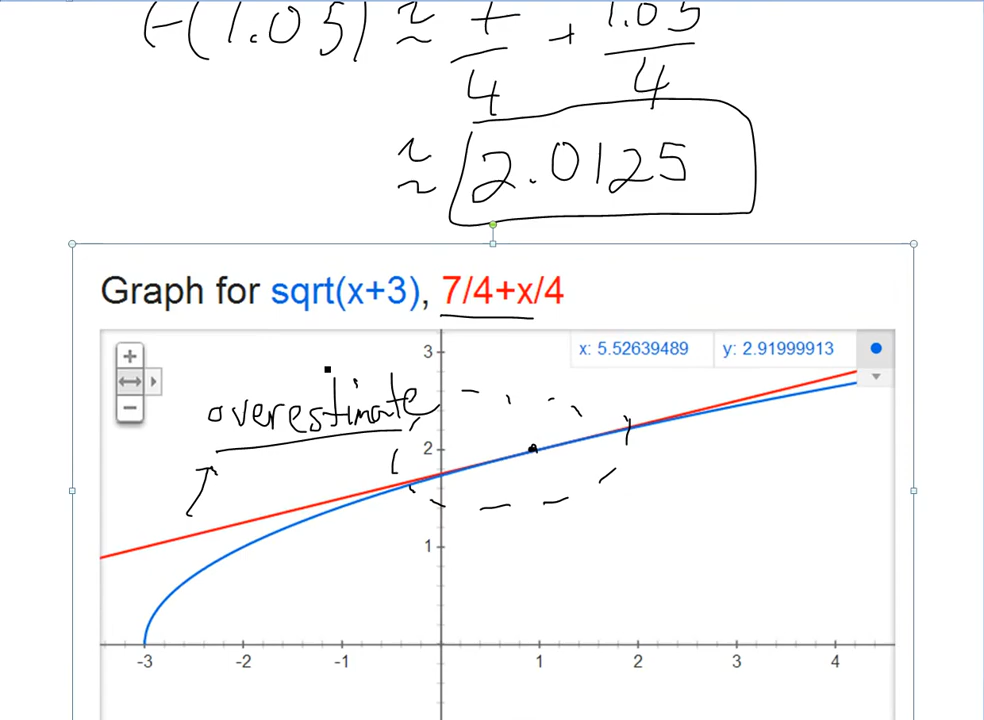 f(1.05) ≈ 7/4 + 1.05/4
≈ 2.0125
Graph for sqrt(x+3), 7/4+x/4
x: 5.52639489 y: 2.91999913
overestimate
3
2
1
-3 -2 -1 1 2 3 4